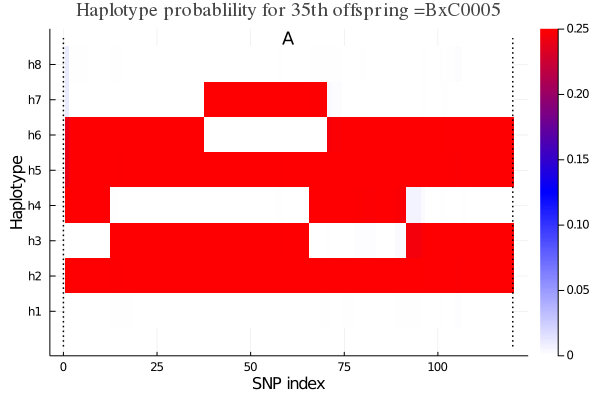 Haplotype probablility for 35th offspring =BxC0005
A
h8
h7
h6
h5
h4
h3
h2
h1
Haplotype
0
25
50
75
100
SNP index
0.25
0.20
0.15
0.10
0.05
0